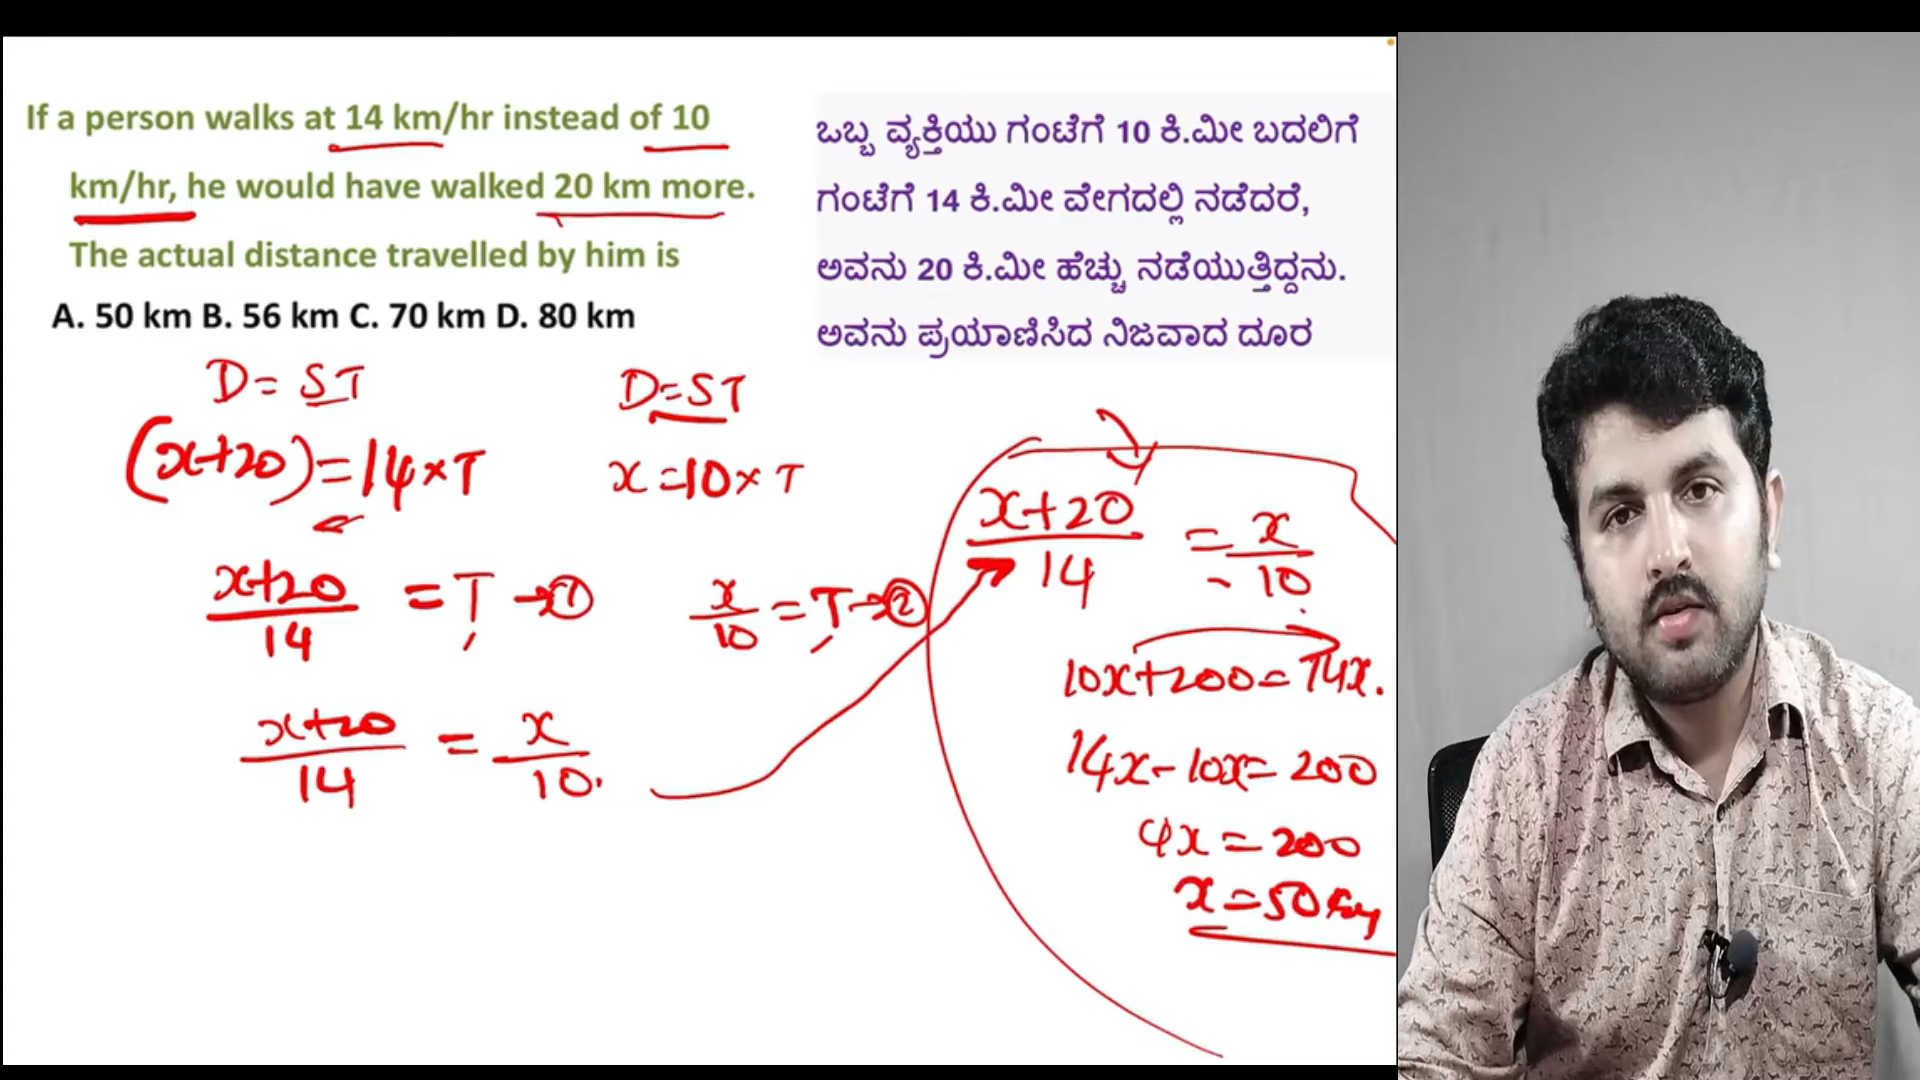 If a person walks at 14 km/hr instead of 10
km/hr, he would have walked 20 km more.
The actual distance travelled by him is
A. 50 km B. 56 km C. 70 km D. 80 km
ಒಬ್ಬ ವ್ಯಕ್ತಿಯು ಗಂಟೆಗೆ 10 ಕಿ.ಮೀ ಬದಲಿಗೆ
ಗಂಟೆಗೆ 14 ಕಿ.ಮೀ ವೇಗದಲ್ಲಿ ನಡೆದರೆ,
ಅವನು 20 ಕಿ.ಮೀ ಹೆಚ್ಚು ನಡೆಯುತ್ತಿದ್ದನು.
ಅವನು ಪ್ರಯಾಣಿಸಿದ ನಿಜವಾದ ದೂರ
D = ST
(x+20) = 14 × T
x+20/14 = T → ①
x+20/14 = x/10.
D = ST
x = 10 × T
x/10 = T → ②
x+20/14 = x/10
10x+200 = 14x.
14x - 10x = 200
4x = 200
x = 50 km